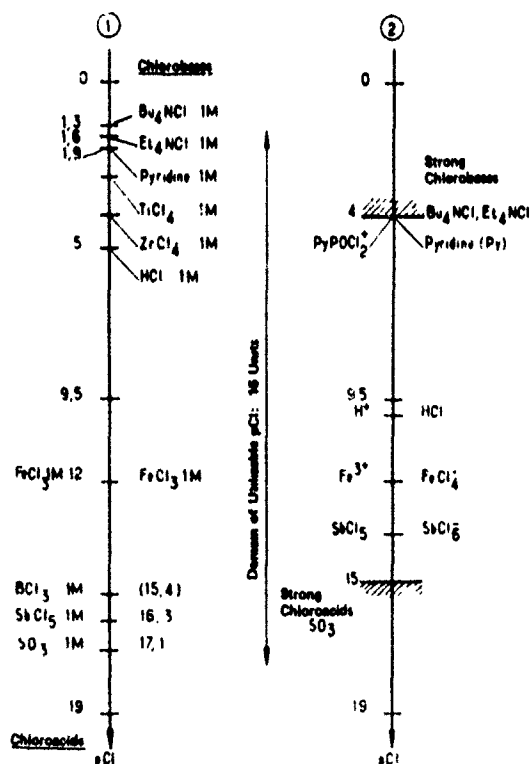 1
Chlorobases
0
1,3 Bu4NCl 1M
1,6 Et4NCl 1M
1,9 Pyridine 1M
TiCl4 1M
ZrCl4 1M
5
HCl 1M
9,5
FeCl3 1M 12 FeCl3 1M
BCl3 1M (15,4)
SbCl5 1M 16,3
SO3 1M 17,1
19
Chloroacids
pCl
Domain of Utilisable pCl: 16 Units
2
0
Strong
Chlorobases
4 Bu4NCl, Et4NCl
PyPOCl2+ Pyridine (Py)
9,5
H+ HCl
Fe3+ FeCl4-
SbCl5 SbCl6-
15
Strong
Chloroacids
SO3
19
pCl